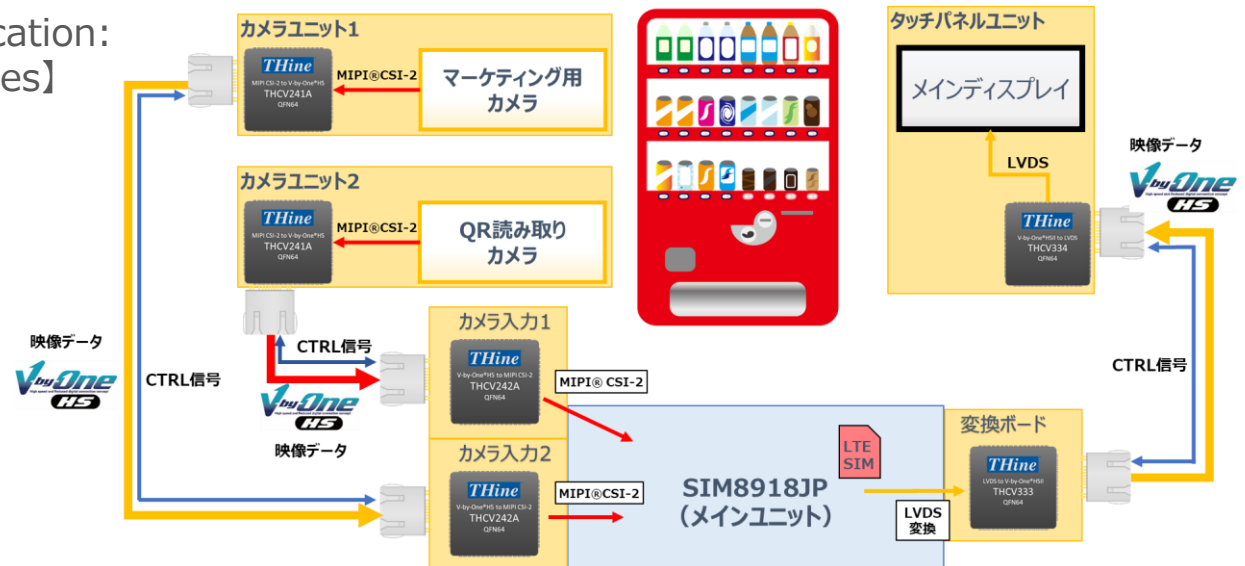 cation:
es】
カメラユニット1
THine
MIPI CSI-2 to V-by-One®HS
THCV241A
QFN64
MIPI®CSI-2
マーケティング用
カメラ
カメラユニット2
THine
MIPI CSI-2 to V-by-One®HS
THCV241A
QFN64
MIPI®CSI-2
QR読み取り
カメラ
タッチパネルユニット
メインディスプレイ
LVDS
THine
V-by-One®HSII to LVDS
THCV334
QFN64
映像データ
V by One
HS
CTRL信号
映像データ
V by One
HS
CTRL信号
CTRL信号
V by One
HS
映像データ
カメラ入力1
THine
V-by-One®HS to MIPI CSI-2
THCV242A
QFN64
MIPI® CSI-2
カメラ入力2
THine
V-by-One®HS to MIPI CSI-2
THCV242A
QFN64
MIPI®CSI-2
SIM8918JP
（メインユニット）
LTE
SIM
LVDS
変換
変換ボード
THine
LVDS to V-by-One®HSII
THCV333
QFN64